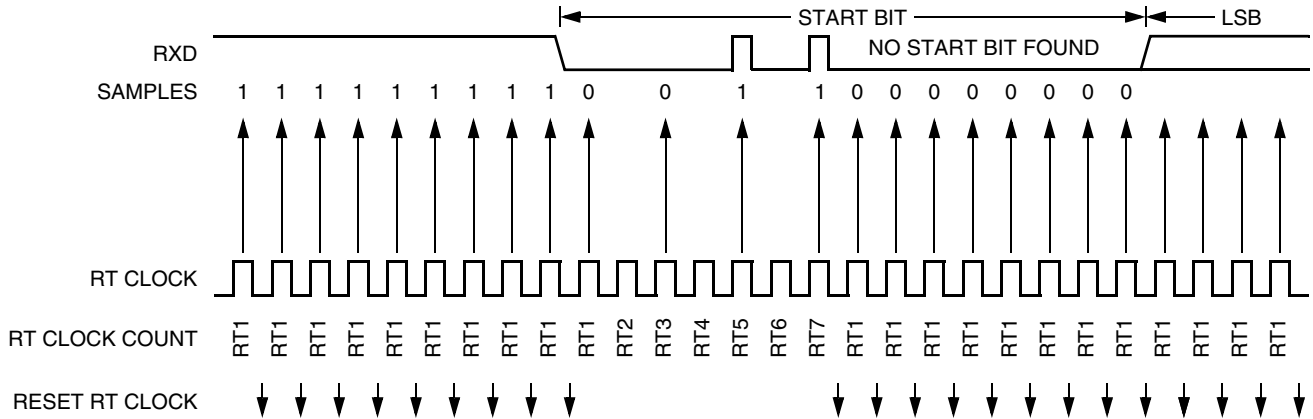 START BIT LSB
RXD NO START BIT FOUND
SAMPLES 1 1 1 1 1 1 1 1 1 0 0 1 1 0 0 0 0 0 0 0 0
RT CLOCK
RT CLOCK COUNT RT1 RT1 RT1 RT1 RT1 RT1 RT1 RT1 RT1 RT1 RT2 RT3 RT4 RT5 RT6 RT7 RT1 RT1 RT1 RT1 RT1 RT1 RT1 RT1 RT1 RT1 RT1 RT1
RESET RT CLOCK